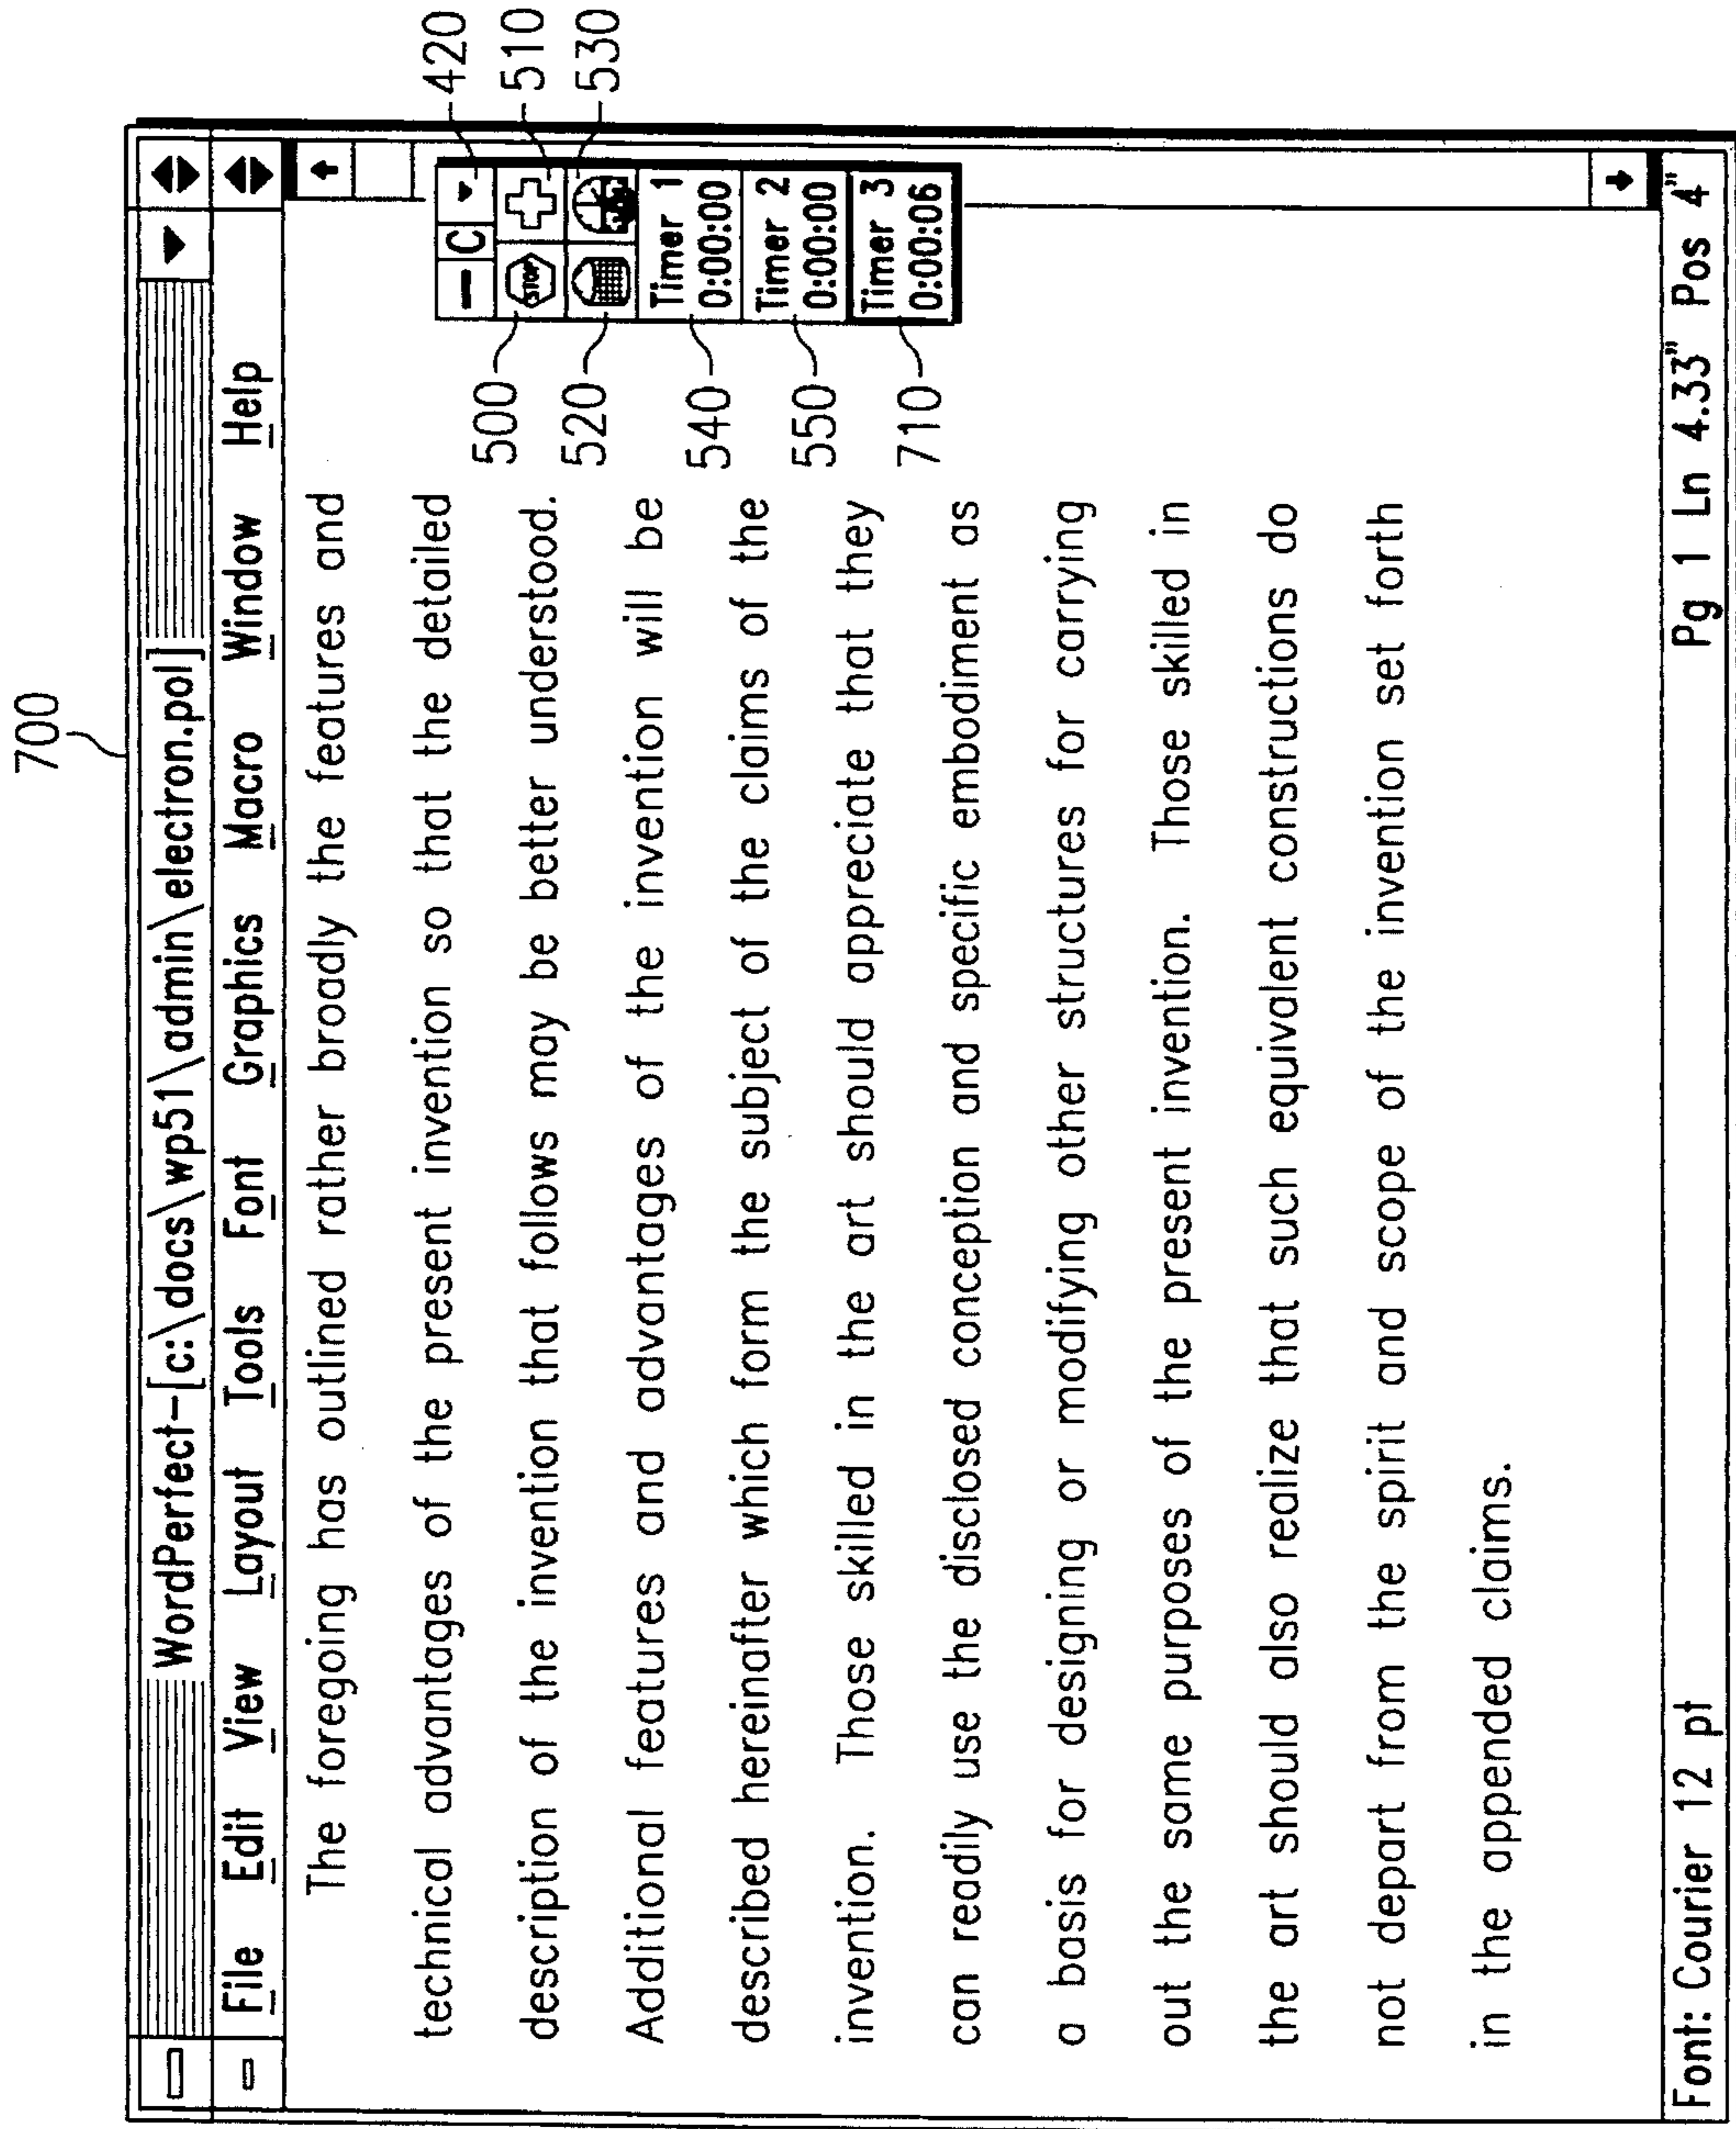 700
WordPerfect-[c:\docs\wp51\admin\electron.pol]
File Edit View Layout Tools Font Graphics Macro Window Help
The foregoing has outlined rather broadly the features and
technical advantages of the present invention so that the detailed
description of the invention that follows may be better understood.
Additional features and advantages of the invention will be
described hereinafter which form the subject of the claims of the
invention. Those skilled in the art should appreciate that they
can readily use the disclosed conception and specific embodiment as
a basis for designing or modifying other structures for carrying
out the same purposes of the present invention. Those skilled in
the art should also realize that such equivalent constructions do
not depart from the spirit and scope of the invention set forth
in the appended claims.
C
420
500
STOP
510
520
530
540
Timer 1
0:00:00
550
Timer 2
0:00:00
710
Timer 3
0:00:06
Font: Courier 12 pt
Pg 1 Ln 4.33" Pos 4"